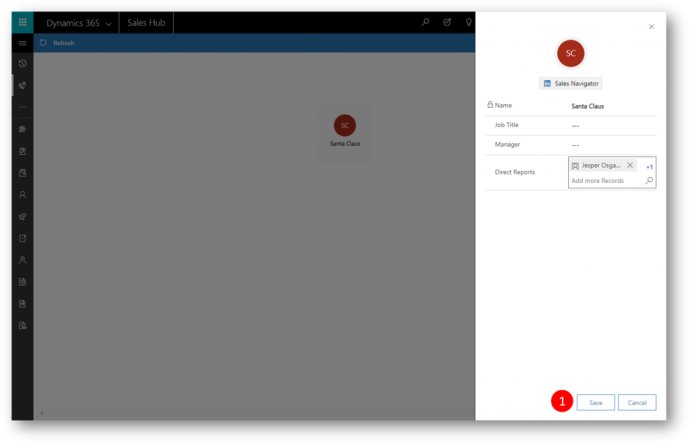 Dynamics 365
Sales Hub
Refresh
SC
Santa Claus
SC
in Sales Navigator
Name Santa Claus
Job Title ---
Manager ---
Direct Reports Jesper Osga... +1
Add more Records
1 Save Cancel